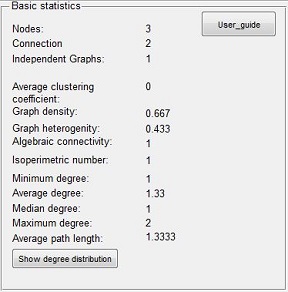 Basic statistics
User_guide
Nodes: 3
Connection 2
Independent Graphs: 1
Average clustering
coefficient: 0
Graph density: 0.667
Graph heterogenity: 0.433
Algebraic connectivity: 1
Isoperimetric number: 1
Minimum degree: 1
Average degree: 1.33
Median degree: 1
Maximum degree: 2
Average path length: 1.3333
Show degree distribution